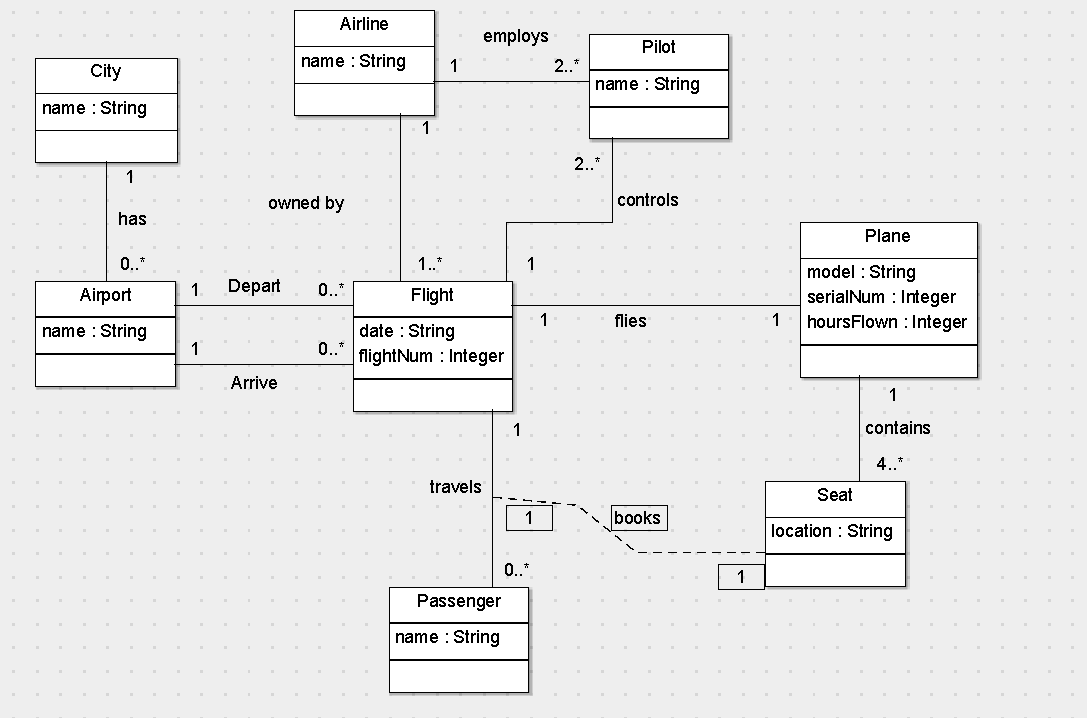 Airline
name : String
employs
1
2..*
Pilot
name : String
City
name : String
1
has
0..*
1
owned by
1..*
2..*
controls
1
Airport
name : String
1
Depart
0..*
1
0..*
Arrive
Flight
date : String
flightNum : Integer
1
flies
1
Plane
model : String
serialNum : Integer
hoursFlown : Integer
1
contains
4..*
1
travels
1
books
1
Seat
location : String
0..*
Passenger
name : String